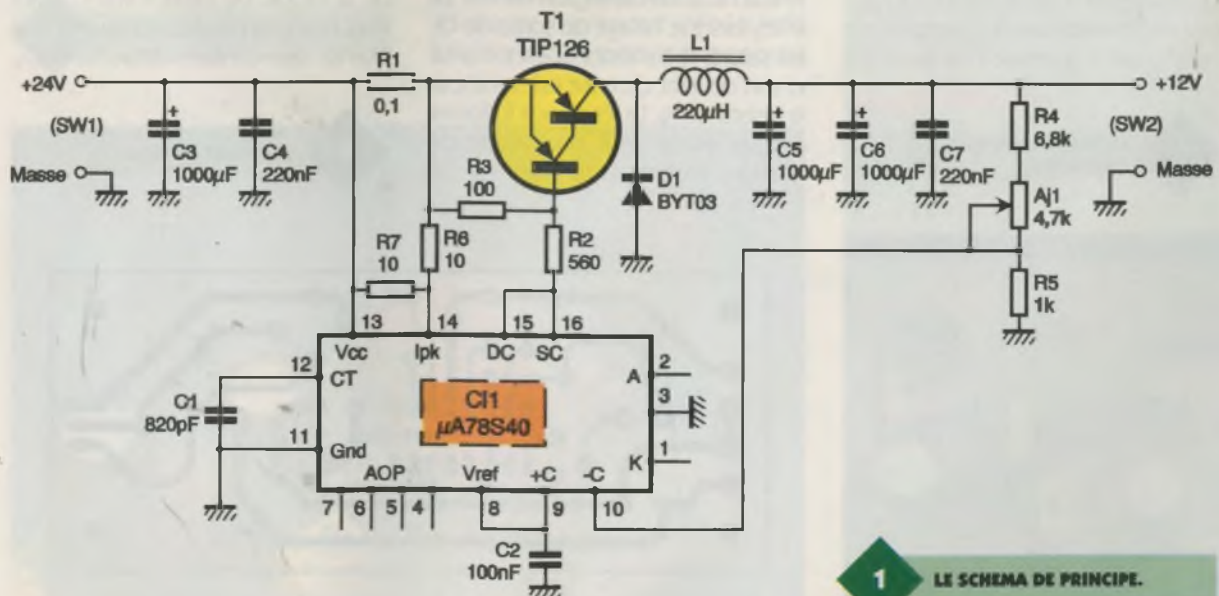 T1
TIP126
R1
0,1
L1
220µH
+24V
(SW1)
Masse
C3
1000µF
C4
220nF
R3
100
R7
10
R6
10
R2
560
D1
BYT03
C5
1000µF
C6
1000µF
C7
220nF
R4
6,8k
Aj1
4,7k
R5
1k
+12V
(SW2)
Masse
13
14
15
16
Vcc
Ipk
DC
SC
12
CT
C1
820pF
11
Gnd
CI1
µA78S40
A
2
3
K
1
AOP
Vref
+C
-C
7
6
5
4
8
9
10
C2
100nF
1
LE SCHEMA DE PRINCIPE.